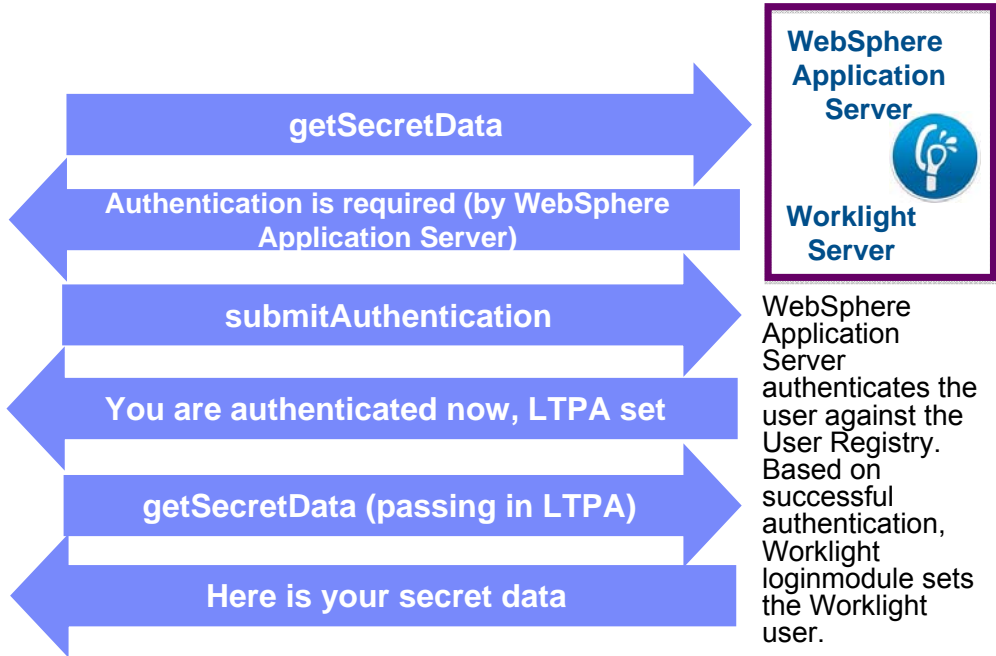 WebSphere
Application
Server
getSecretData
Authentication is required (by WebSphere
Application Server)
Worklight
Server
submitAuthentication
You are authenticated now, LTPA set
getSecretData (passing in LTPA)
Here is your secret data
WebSphere
Application
Server
authenticates the
user against the
User Registry.
Based on
successful
authentication,
Worklight
loginmodule sets
the Worklight
user.